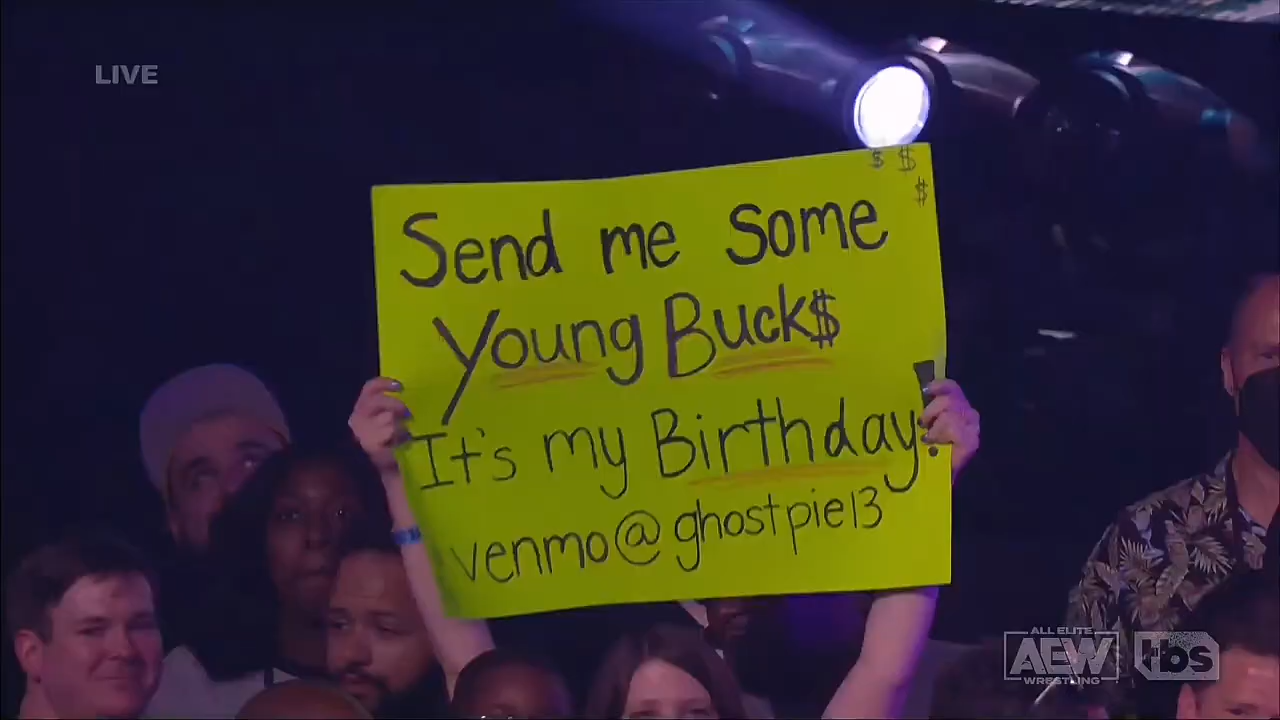 LIVE
$ $
$
Send me Some
Young Buck$
It's my Birthday!
venmo@ghostpie13
ALL ELITE
AEW
WRESTLING
tbs